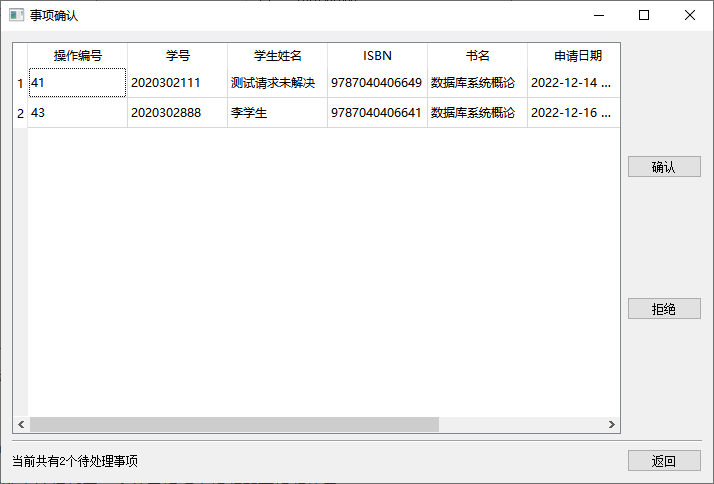 事项确认
操作编号 学号 学生姓名 ISBN 书名 申请日期
1 41 2020302111 测试请求未解决 9787040406649 数据库系统概论 2022-12-14 ...
2 43 2020302888 李学生 9787040406641 数据库系统概论 2022-12-16 ...
确认
拒绝
当前共有2个待处理事项
返回